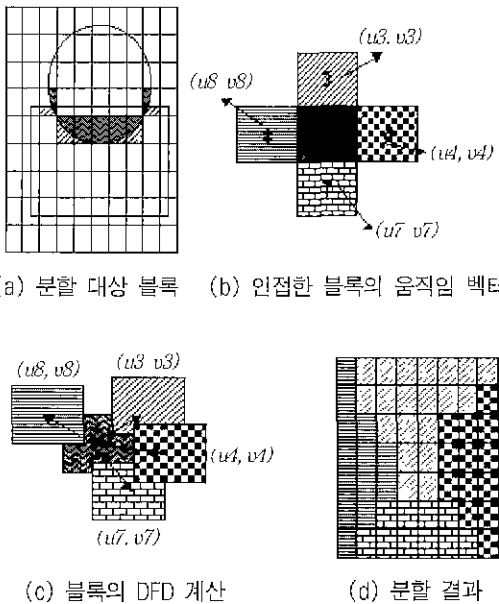 (u3. v3)
(u8 v8)
(u4, v4)
(u7 v7)
(a) 분할 대상 블록 (b) 인접한 블록의 움직임 벡터
(u8, v8) (u3 v3)
(u4, v4)
(u7. v7)
(c) 블록의 DFD 계산 (d) 분할 결과